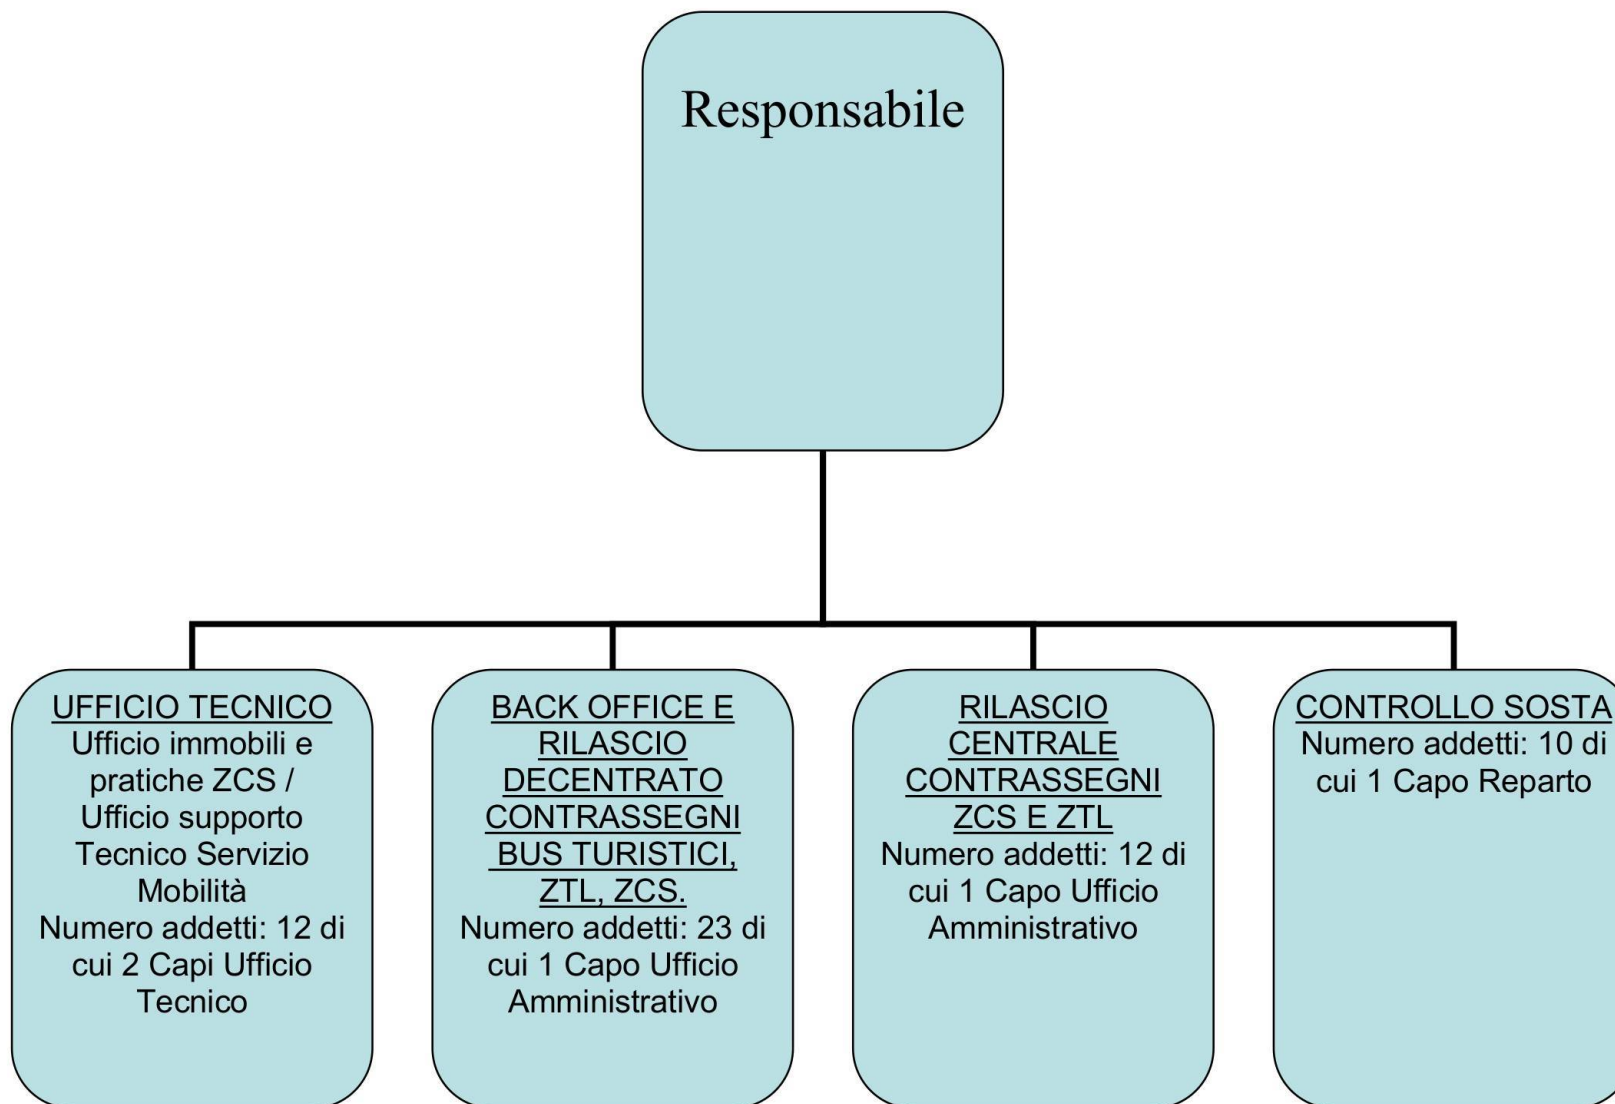 Responsabile
UFFICIO TECNICO
Ufficio immobili e
pratiche ZCS /
Ufficio supporto
Tecnico Servizio
Mobilità
Numero addetti: 12 di
cui 2 Capi Ufficio
Tecnico
BACK OFFICE E
RILASCIO
DECENTRATO
CONTRASSEGNI
BUS TURISTICI,
ZTL, ZCS.
Numero addetti: 23 di
cui 1 Capo Ufficio
Amministrativo
RILASCIO
CENTRALE
CONTRASSEGNI
ZCS E ZTL
Numero addetti: 12 di
cui 1 Capo Ufficio
Amministrativo
CONTROLLO SOSTA
Numero addetti: 10 di
cui 1 Capo Reparto